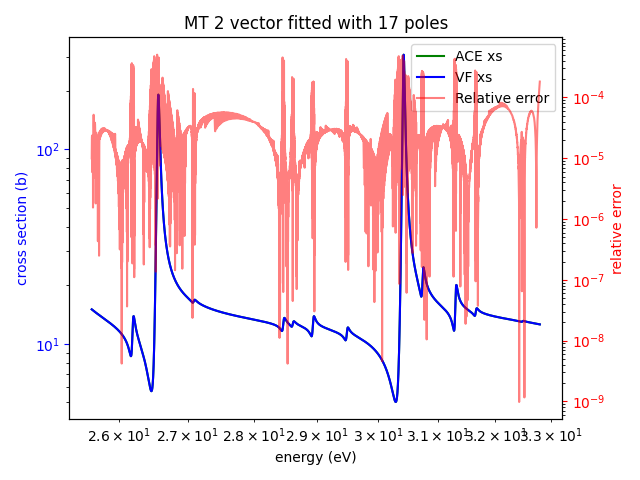 MT 2 vector fitted with 17 poles
ACE xs
VF xs
Relative error
cross section (b)
10²
10¹
10⁻⁴
10⁻⁵
10⁻⁶
10⁻⁷
10⁻⁸
10⁻⁹
relative error
2.6 × 10¹ 2.7 × 10¹ 2.8 × 10¹ 2.9 × 10¹ 3 × 10¹ 3.1 × 10¹ 3.2 × 10¹ 3.3 × 10¹
energy (eV)